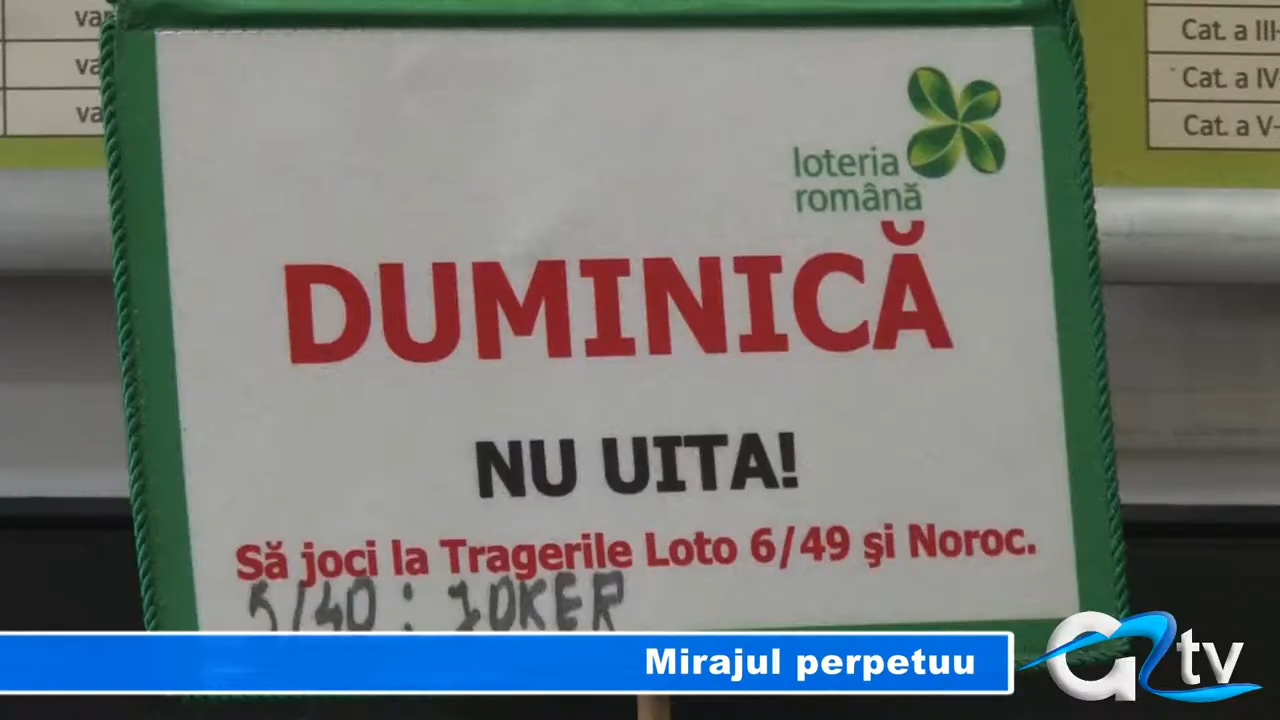 Cat. a III-
Cat. a IV-
Cat. a V-
loteria
română
DUMINICĂ
NU UITA!
Să joci la Tragerile Loto 6/49 şi Noroc.
5/40 : JOKER
Mirajul perpetuu
tv